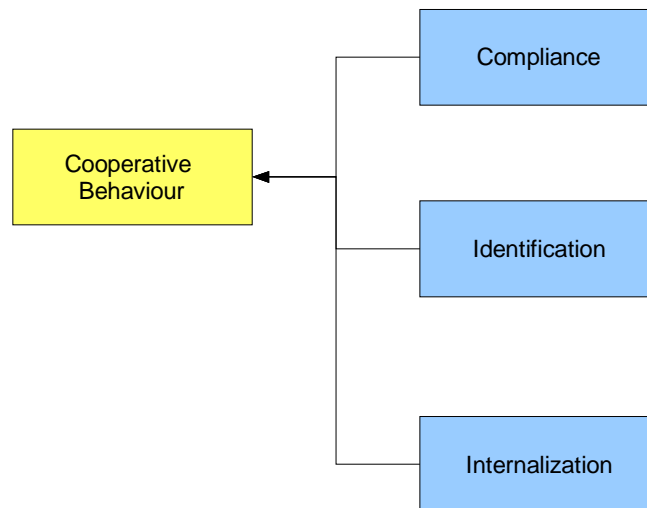 Compliance
Cooperative
Behaviour
Identification
Internalization